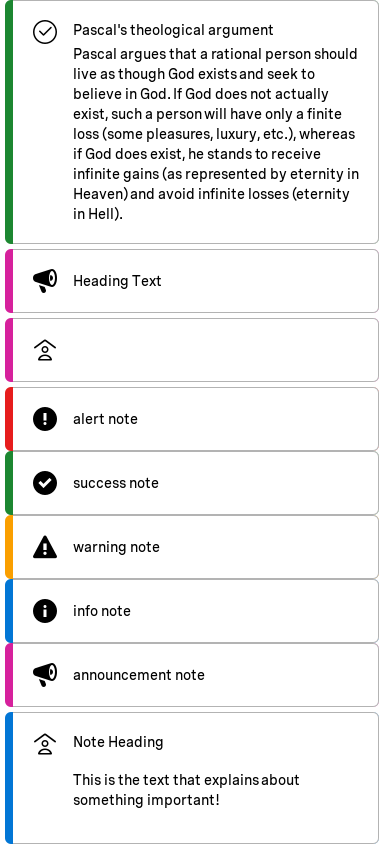 Pascal's theological argument
Pascal argues that a rational person should
live as though God exists and seek to
believe in God. If God does not actually
exist, such a person will have only a finite
loss (some pleasures, luxury, etc.), whereas
if God does exist, he stands to receive
infinite gains (as represented by eternity in
Heaven) and avoid infinite losses (eternity
in Hell).
Heading Text
alert note
success note
warning note
info note
announcement note
Note Heading
This is the text that explains about
something important!